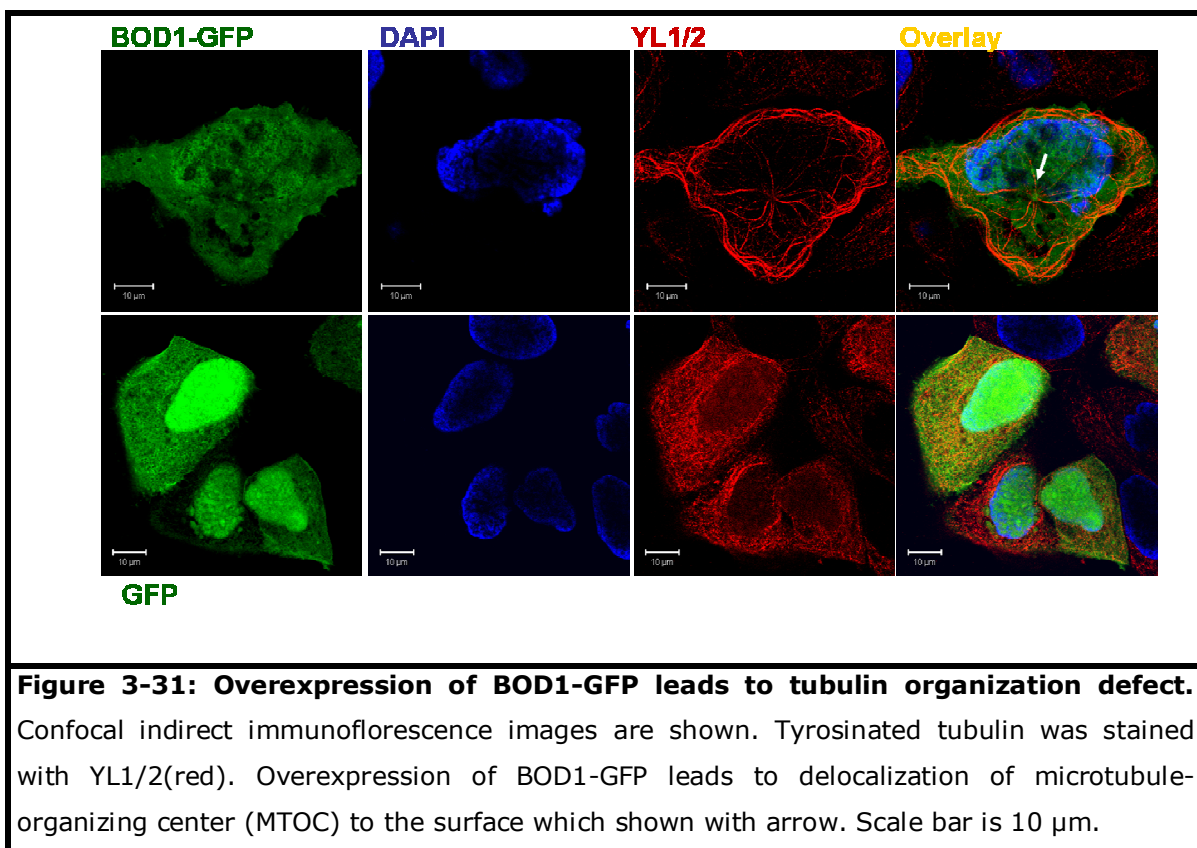 BOD1-GFP DAPI YL1/2 Overlay
10 µm 10 µm 10 µm 10 µm
10 µm 10 µm 10 µm 10 µm
GFP
Figure 3-31: Overexpression of BOD1-GFP leads to tubulin organization defect.
Confocal indirect immunoflorescence images are shown. Tyrosinated tubulin was stained
with YL1/2(red). Overexpression of BOD1-GFP leads to delocalization of microtubule-
organizing center (MTOC) to the surface which shown with arrow. Scale bar is 10 µm.